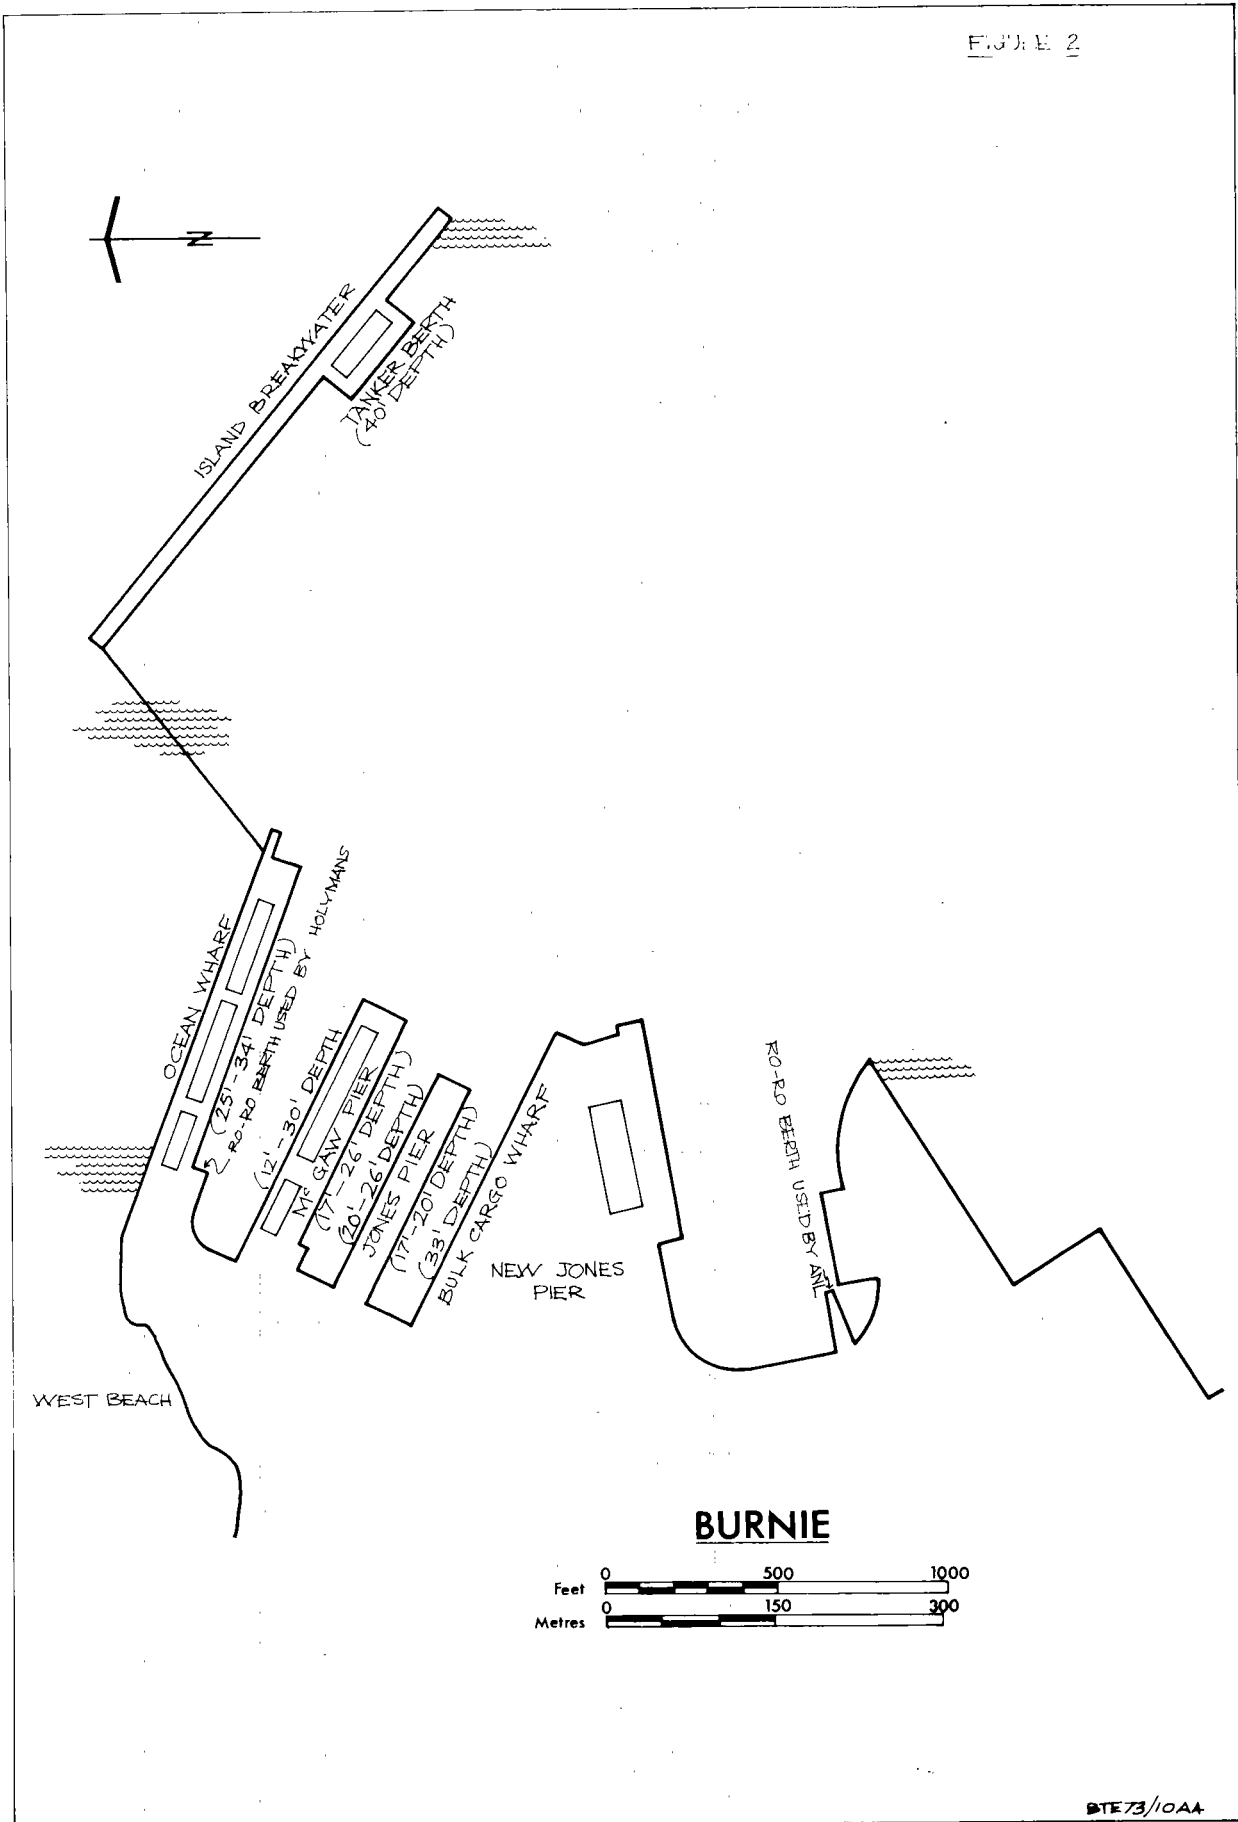 FIGURE 2
N
ISLAND BREAKWATER
TANKER BERTH
(40' DEPTH)
OCEAN WHARF
(25'-34' DEPTH)
RO-RO BERTH USED BY HOLYMANS
(12'-30' DEPTH
Mc GAW PIER
(17'-26' DEPTH)
(20'-26' DEPTH)
JONES PIER
(17'-20' DEPTH)
(33' DEPTH)
BULK CARGO WHARF
NEW JONES
PIER
RO-RO BERTH USED BY ANL
WEST BEACH
BURNIE
Feet 0 500 1000
Metres 0 150 300
BTE73/10AA